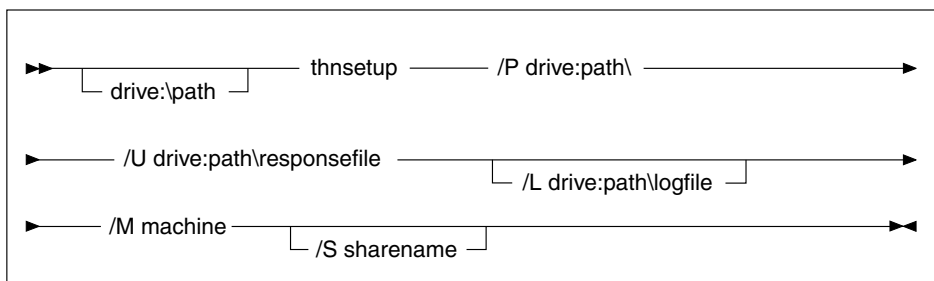 thnsetup /P drive:path\
drive:\path
/U drive:path\responsefile
/L drive:path\logfile
/M machine
/S sharename